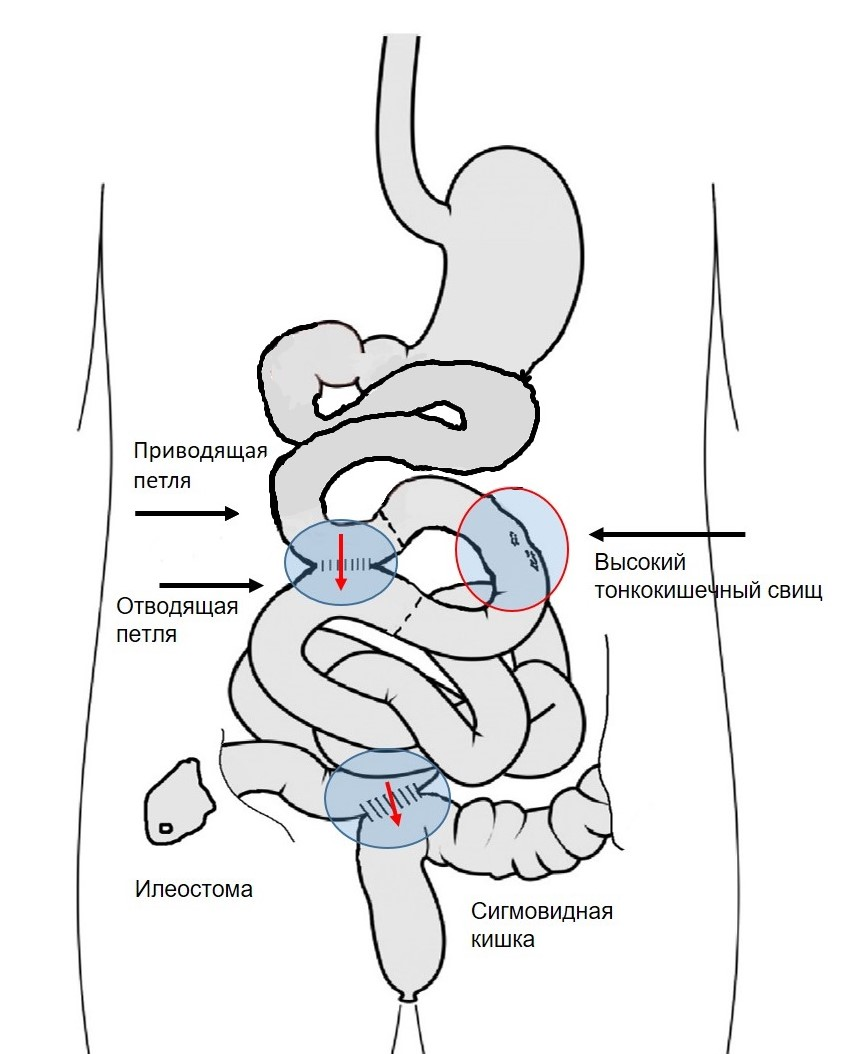 Приводящая
петля
Высокий
тонкокишечный свищ
Отводящая
петля
Илеостома
Сигмовидная
кишка